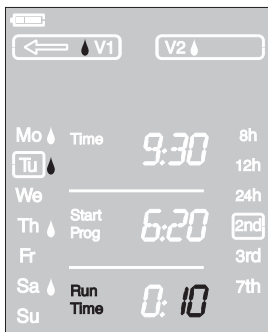 V1 V2
Mo Time 9:30 8h
Tu 12h
We 24h
Th Start Prog 6:20 2nd
Fr 3rd
Sa Run Time 0:10 7th
Su